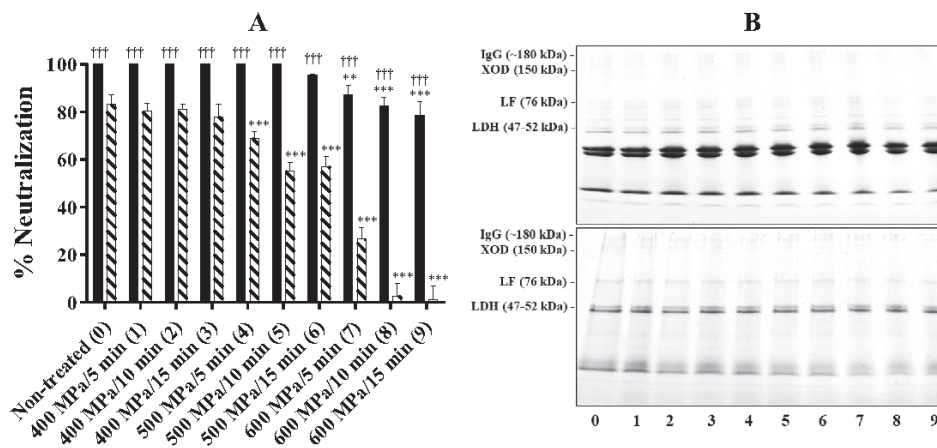 A
B
% Neutralization
100
80
60
40
20
0
††† ††† ††† ††† ††† ††† ††† ††† ††† †††
*** *** *** ** *** *** *** *** ***
Non-treated (0)
400 MPa/5 min (1)
400 MPa/10 min (2)
400 MPa/15 min (3)
500 MPa/5 min (4)
500 MPa/10 min (5)
500 MPa/15 min (6)
600 MPa/5 min (7)
600 MPa/10 min (8)
600 MPa/15 min (9)
IgG (~180 kDa)
XOD (150 kDa)
LF (76 kDa)
LDH (47-52 kDa)
IgG (~180 kDa)
XOD (150 kDa)
LF (76 kDa)
LDH (47-52 kDa)
0 1 2 3 4 5 6 7 8 9